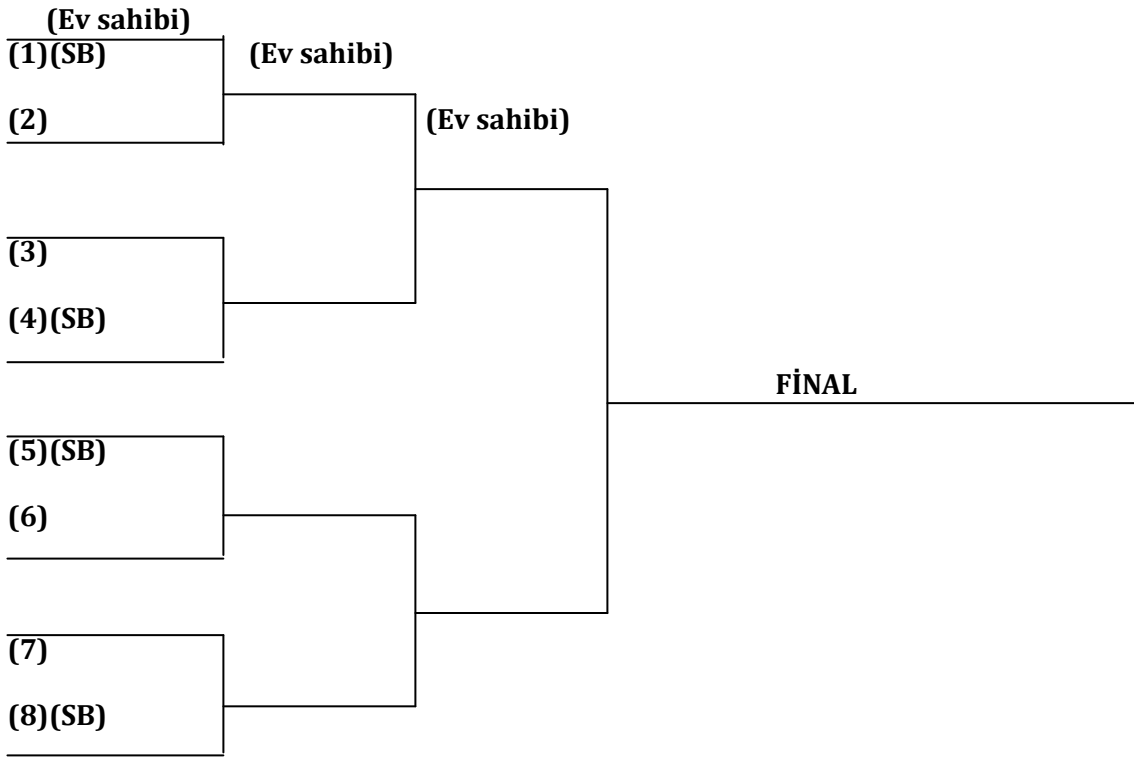 (Ev sahibi)
(1)(SB)
(Ev sahibi)
(2)
(Ev sahibi)
(3)
(4)(SB)
FİNAL
(5)(SB)
(6)
(7)
(8)(SB)